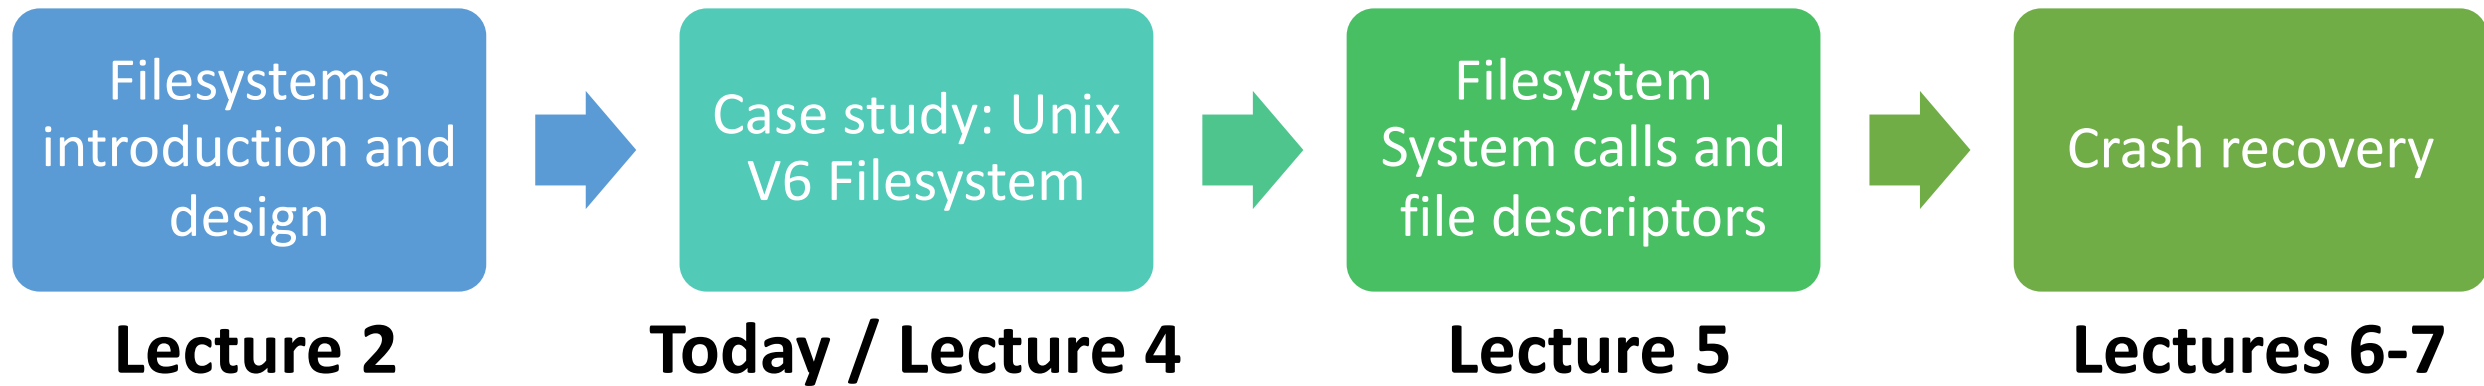 Filesystems
introduction and
design
Lecture 2
Case study: Unix
V6 Filesystem
Today / Lecture 4
Filesystem
System calls and
file descriptors
Lecture 5
Crash recovery
Lectures 6-7